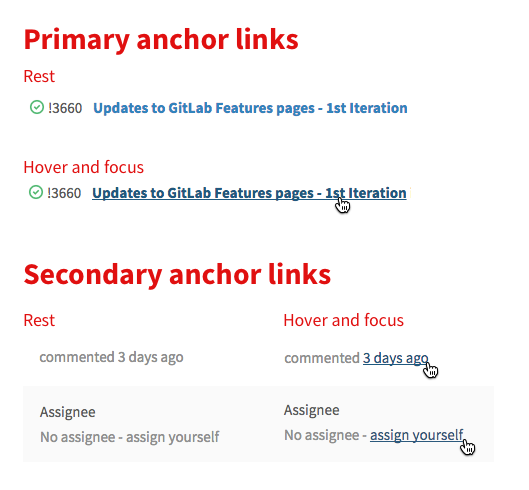 Primary anchor links
Rest
!3660 Updates to GitLab Features pages - 1st Iteration
Hover and focus
!3660 Updates to GitLab Features pages - 1st Iteration
Secondary anchor links
Rest
Hover and focus
commented 3 days ago
commented 3 days ago
Assignee
Assignee
No assignee - assign yourself
No assignee - assign yourself